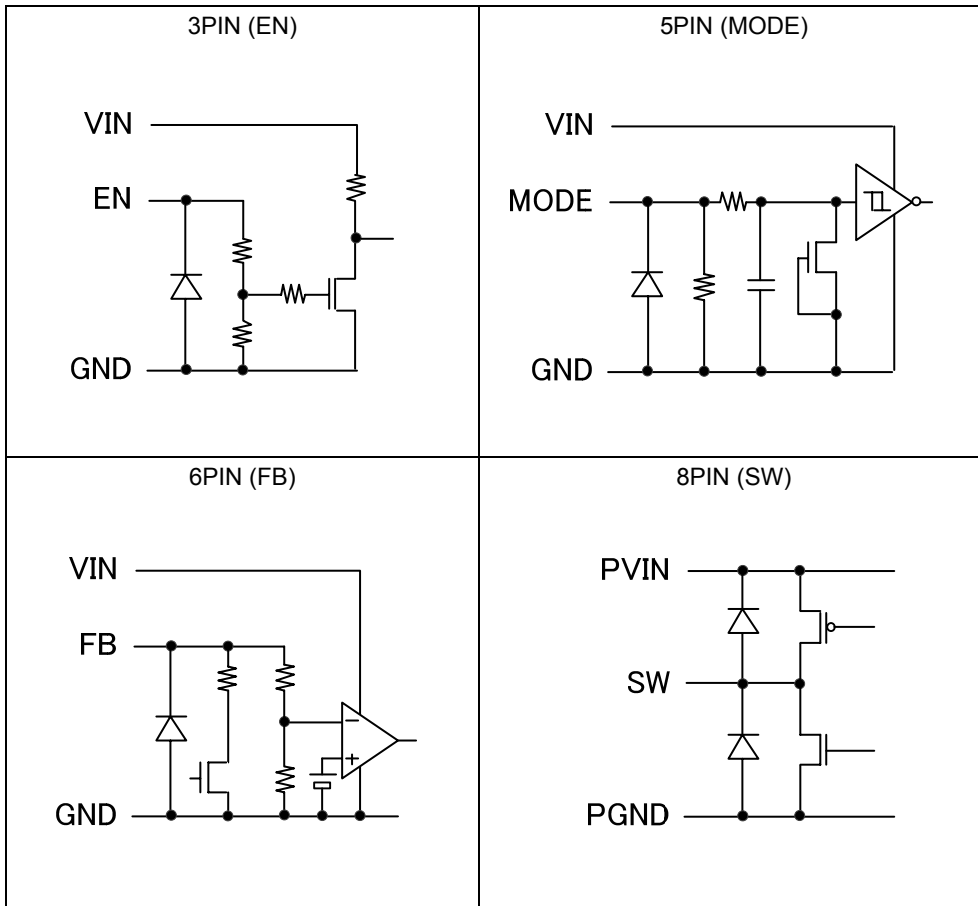 3PIN (EN)
VIN
EN
GND
5PIN (MODE)
VIN
MODE
GND
6PIN (FB)
VIN
FB
GND
−
+
8PIN (SW)
PVIN
SW
PGND